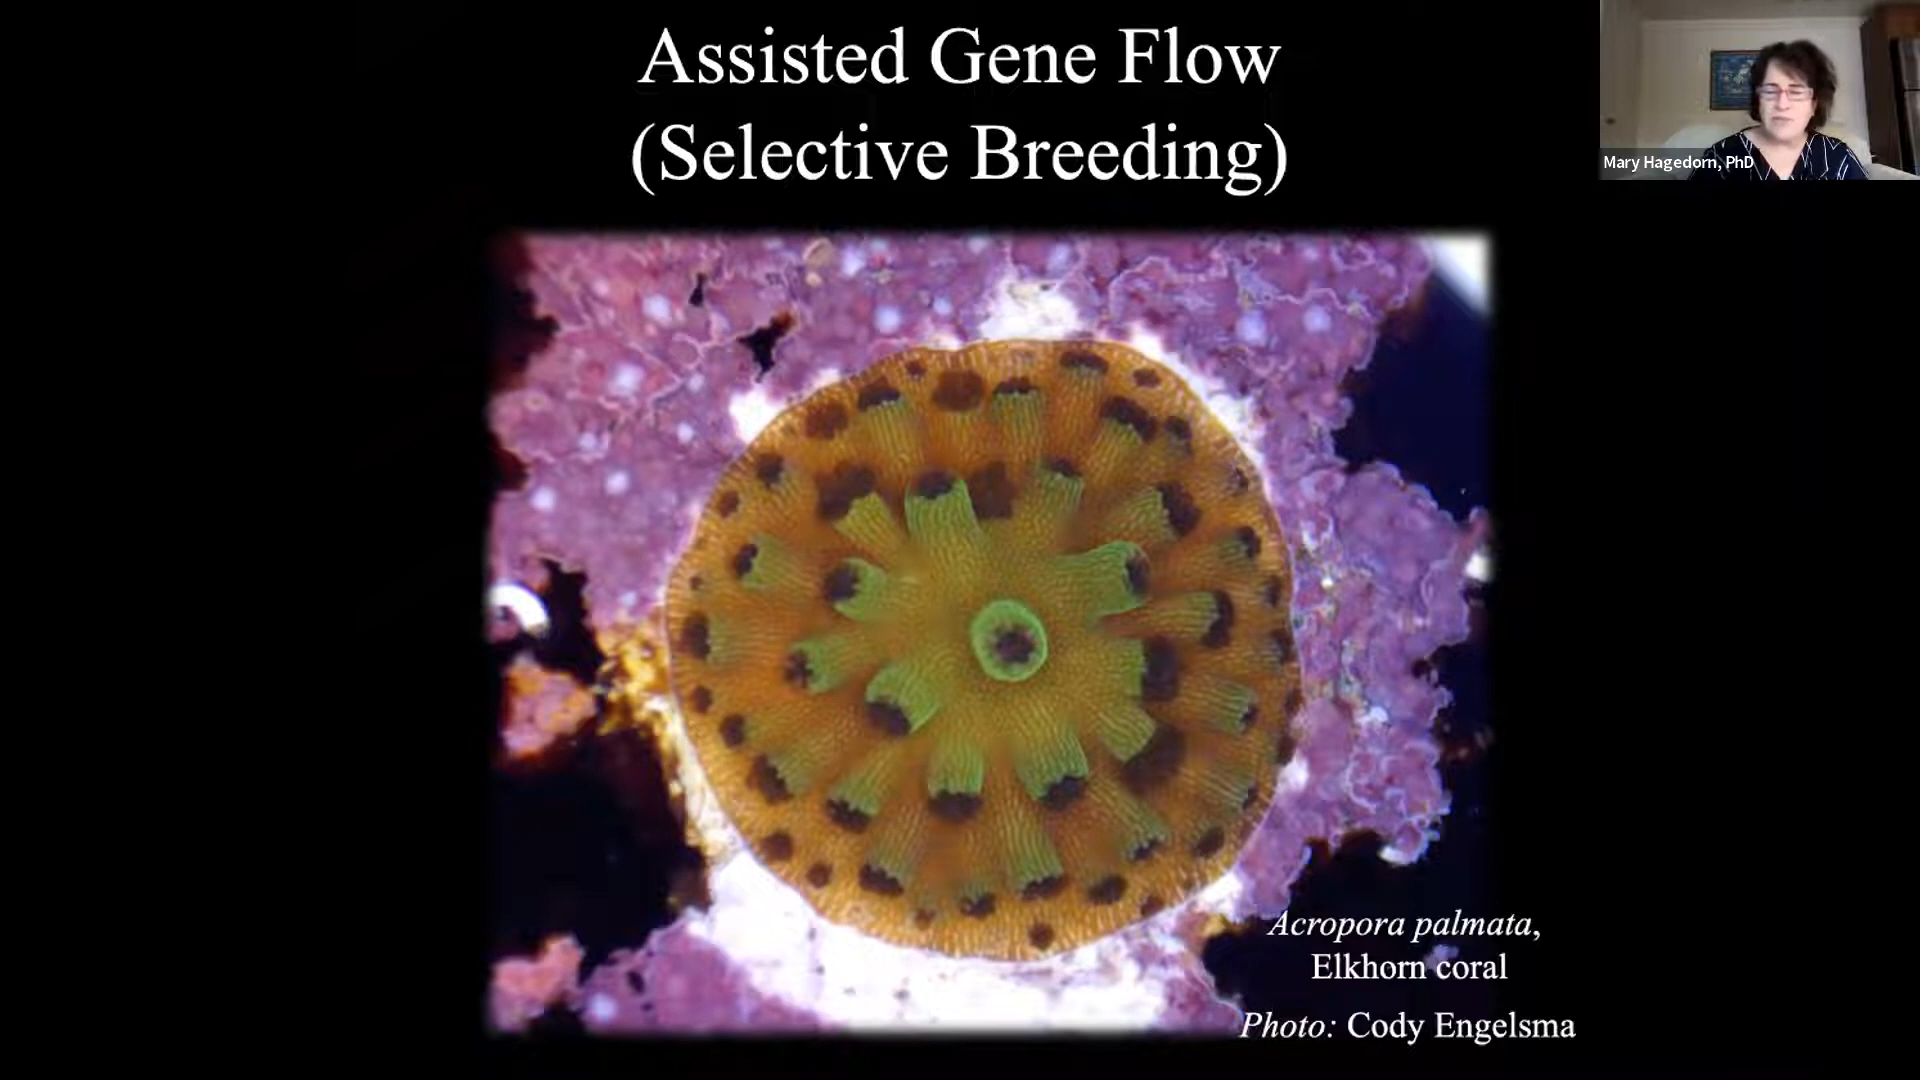 Assisted Gene Flow
(Selective Breeding)
Mary Hagedorn, PhD
Acropora palmata,
Elkhorn coral
Photo: Cody Engelsma